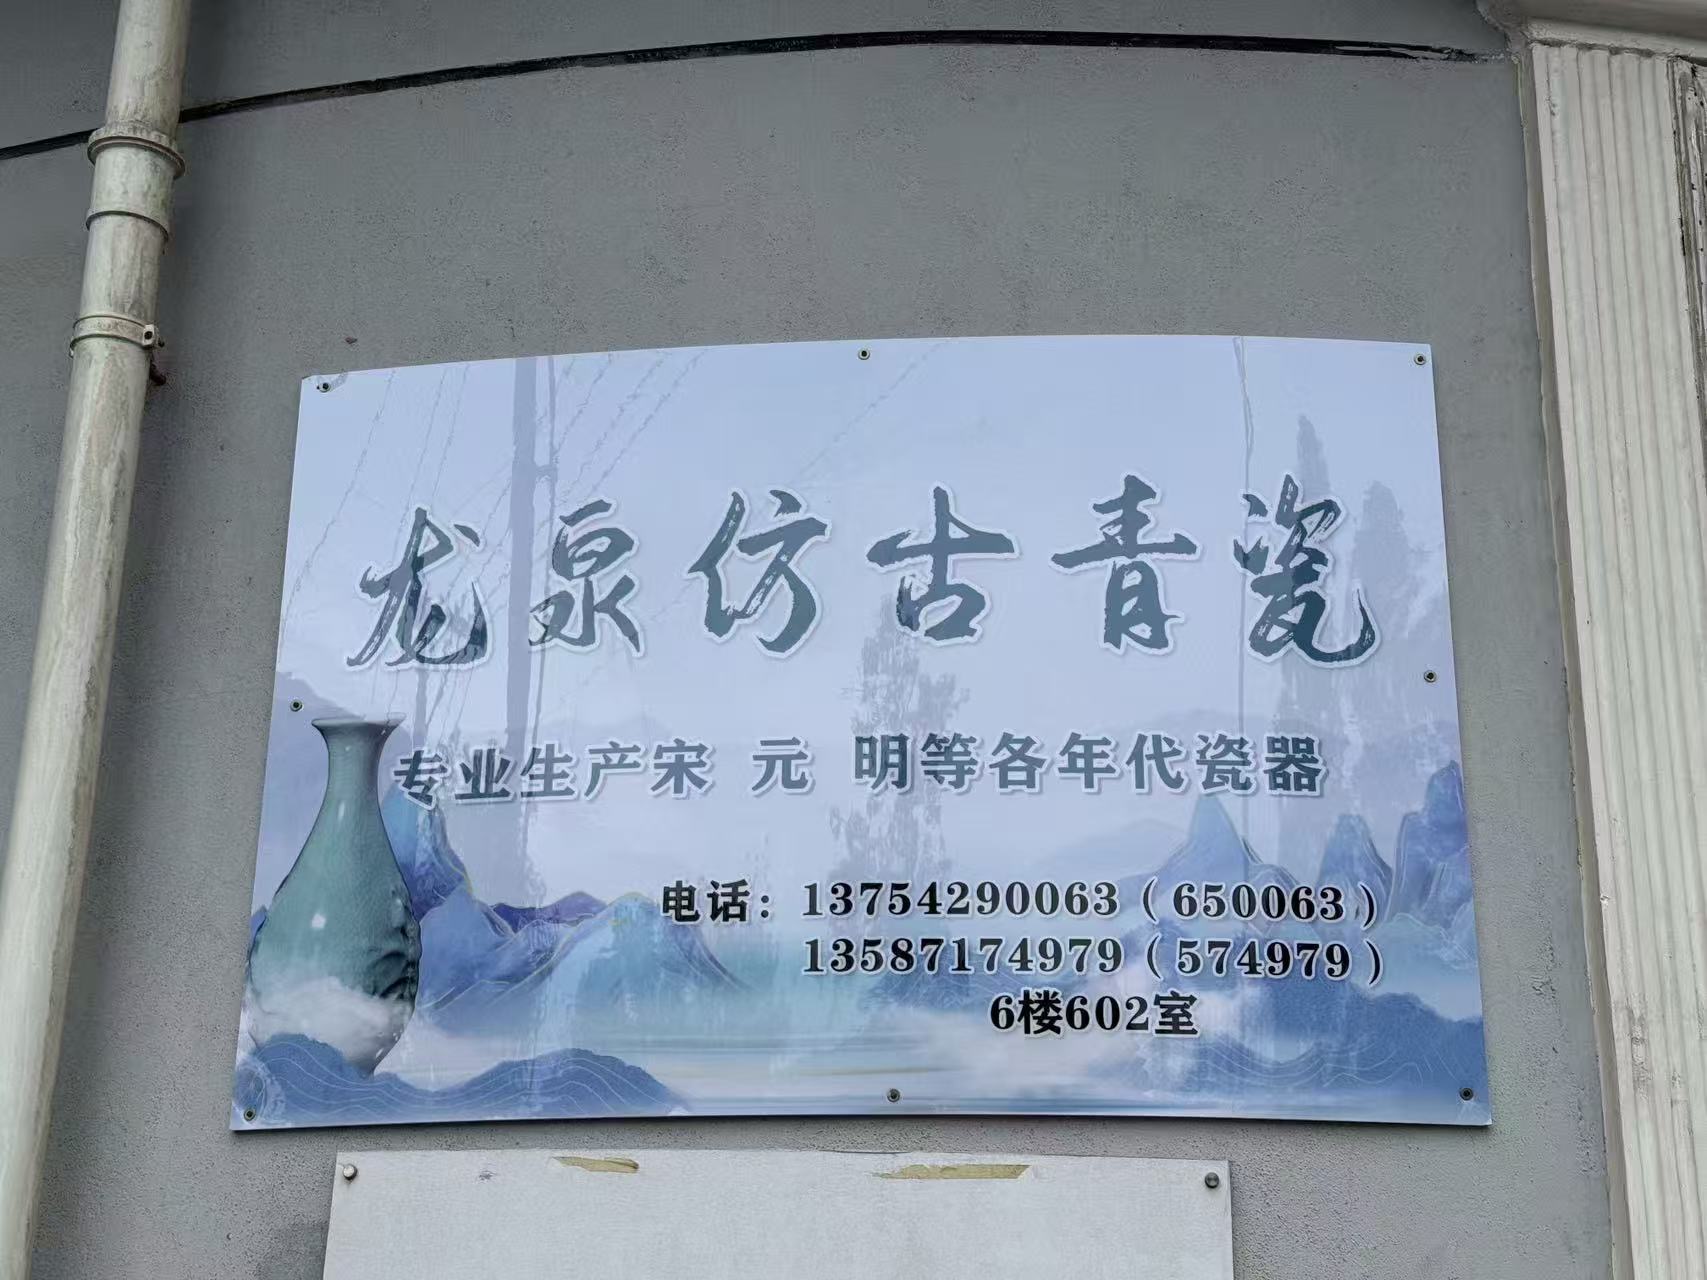 龙泉仿古青瓷
专业生产宋 元 明等各年代瓷器
电话：13754290063（650063）
13587174979（574979）
6楼602室